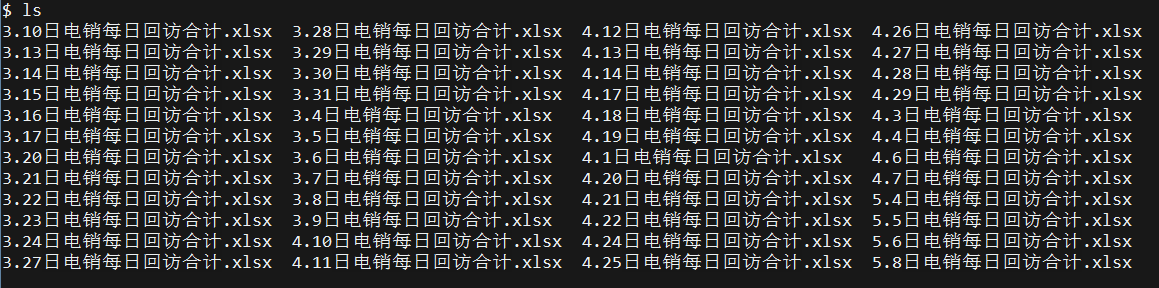 $ ls
3.10日电销每日回访合计.xlsx  3.28日电销每日回访合计.xlsx  4.12日电销每日回访合计.xlsx  4.26日电销每日回访合计.xlsx
3.13日电销每日回访合计.xlsx  3.29日电销每日回访合计.xlsx  4.13日电销每日回访合计.xlsx  4.27日电销每日回访合计.xlsx
3.14日电销每日回访合计.xlsx  3.30日电销每日回访合计.xlsx  4.14日电销每日回访合计.xlsx  4.28日电销每日回访合计.xlsx
3.15日电销每日回访合计.xlsx  3.31日电销每日回访合计.xlsx  4.17日电销每日回访合计.xlsx  4.29日电销每日回访合计.xlsx
3.16日电销每日回访合计.xlsx  3.4日电销每日回访合计.xlsx  4.18日电销每日回访合计.xlsx  4.3日电销每日回访合计.xlsx
3.17日电销每日回访合计.xlsx  3.5日电销每日回访合计.xlsx  4.19日电销每日回访合计.xlsx  4.4日电销每日回访合计.xlsx
3.20日电销每日回访合计.xlsx  3.6日电销每日回访合计.xlsx  4.1日电销每日回访合计.xlsx  4.6日电销每日回访合计.xlsx
3.21日电销每日回访合计.xlsx  3.7日电销每日回访合计.xlsx  4.20日电销每日回访合计.xlsx  4.7日电销每日回访合计.xlsx
3.22日电销每日回访合计.xlsx  3.8日电销每日回访合计.xlsx  4.21日电销每日回访合计.xlsx  5.4日电销每日回访合计.xlsx
3.23日电销每日回访合计.xlsx  3.9日电销每日回访合计.xlsx  4.22日电销每日回访合计.xlsx  5.5日电销每日回访合计.xlsx
3.24日电销每日回访合计.xlsx  4.10日电销每日回访合计.xlsx  4.24日电销每日回访合计.xlsx  5.6日电销每日回访合计.xlsx
3.27日电销每日回访合计.xlsx  4.11日电销每日回访合计.xlsx  4.25日电销每日回访合计.xlsx  5.8日电销每日回访合计.xlsx